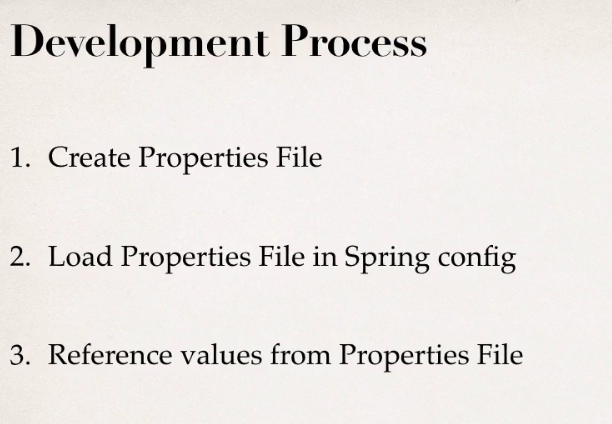 Development Process
1. Create Properties File
2. Load Properties File in Spring config
3. Reference values from Properties File